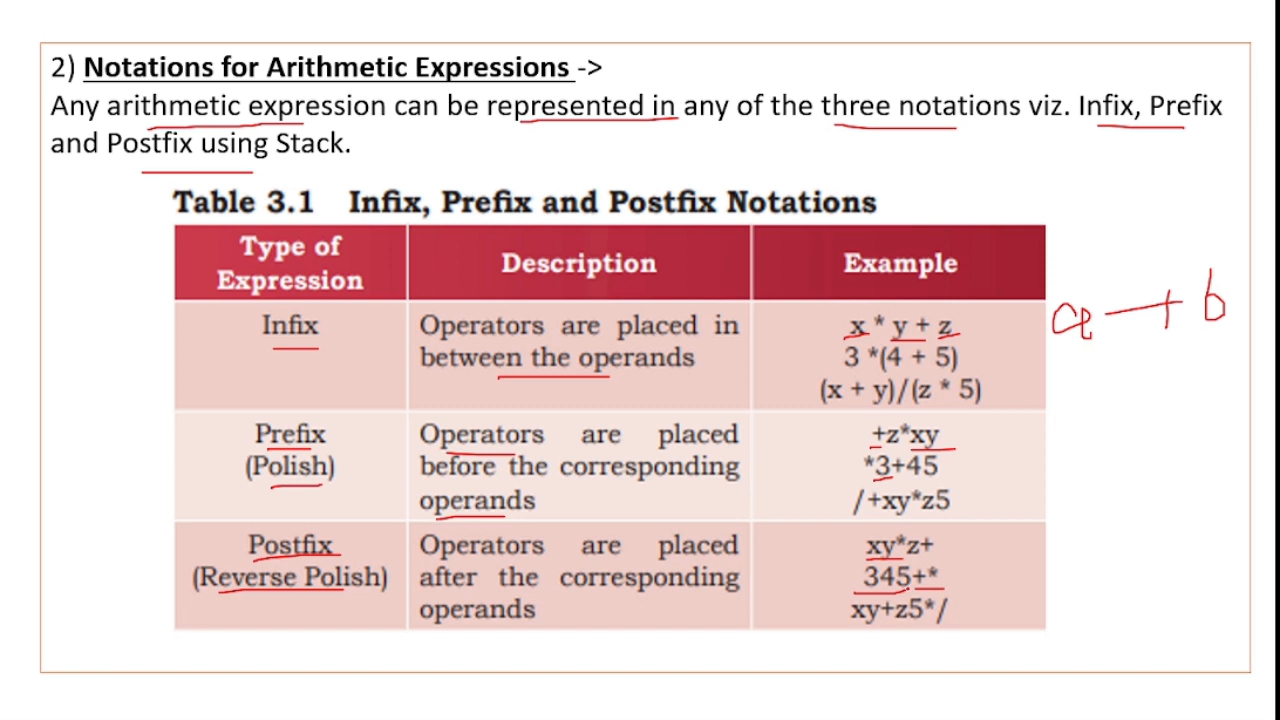 2) Notations for Arithmetic Expressions ->
Any arithmetic expression can be represented in any of the three notations viz. Infix, Prefix
and Postfix using Stack.
Table 3.1 Infix, Prefix and Postfix Notations
Type of
Expression
Description
Example
Infix
Operators are placed in
between the operands
x * y + z
3 *(4 + 5)
(x + y)/(z * 5)
a + b
Prefix
(Polish)
Operators are placed
before the corresponding
operands
+z*xy
*3+45
/+xy*z5
Postfix
(Reverse Polish)
Operators are placed
after the corresponding
operands
xy*z+
345+*
xy+z5*/